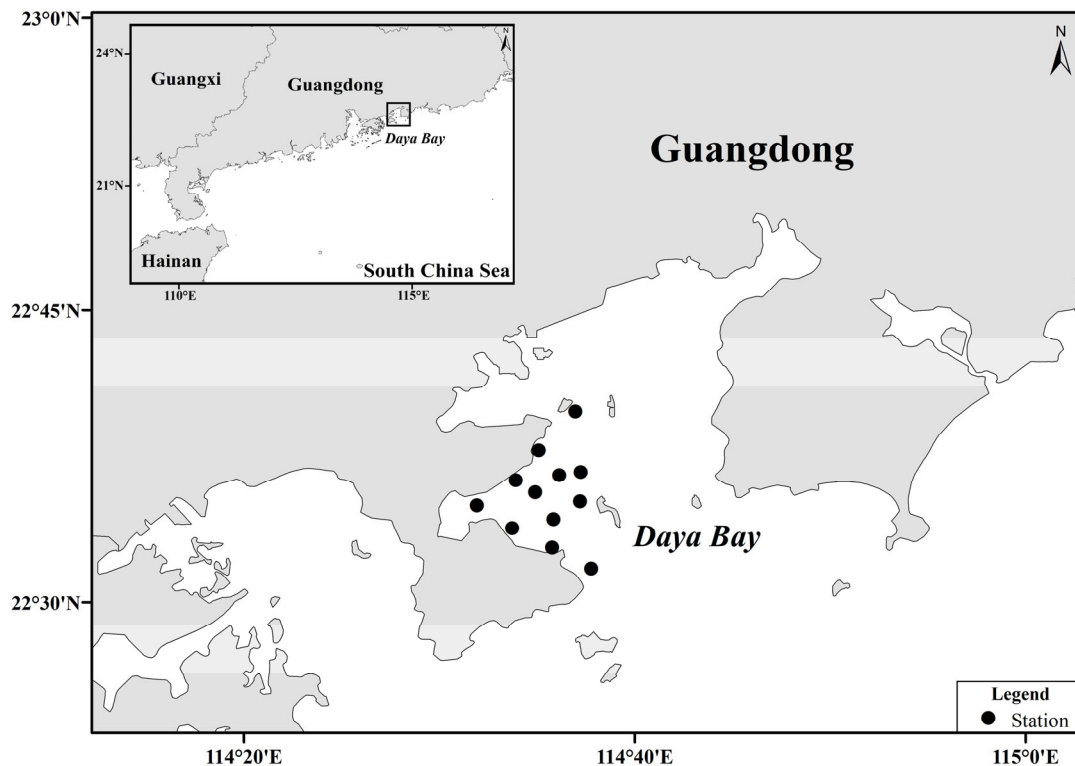 23°0'N
N
24°N
N
Guangxi
Guangdong
Daya Bay
Guangdong
21°N
Hainan
South China Sea
110°E
115°E
22°45'N
Daya Bay
22°30'N
Legend
Station
114°20'E
114°40'E
115°0'E